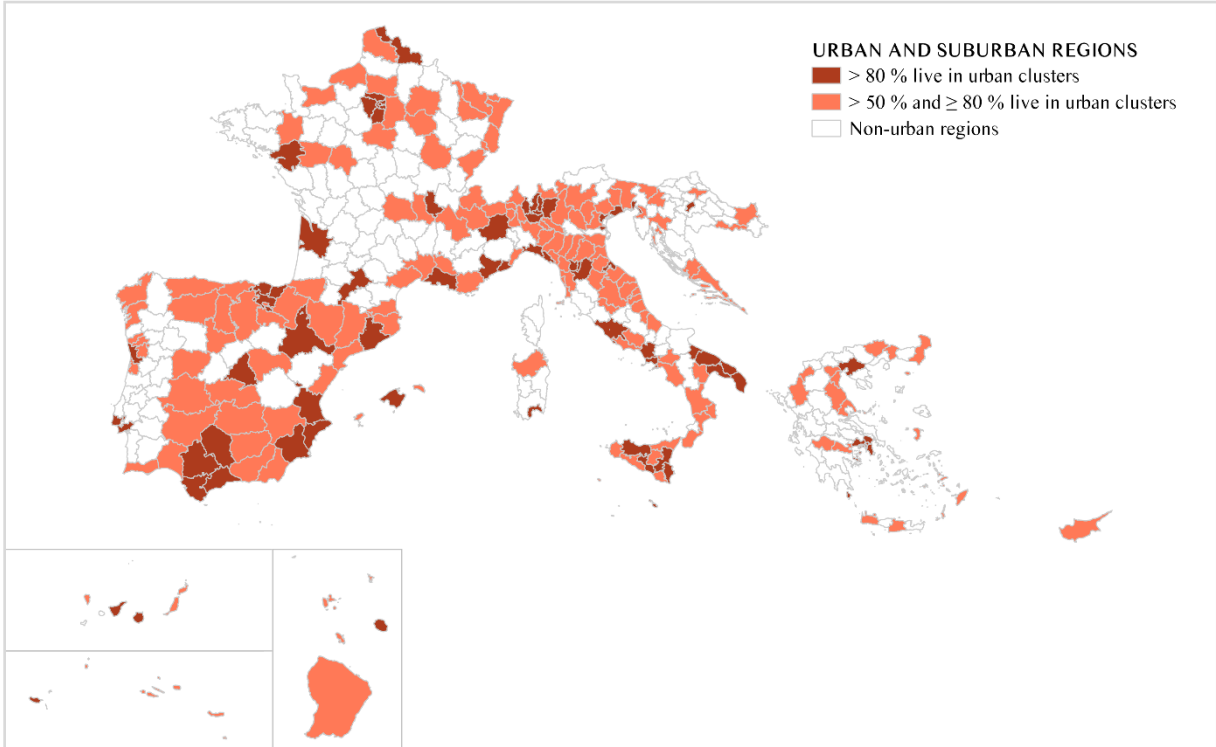 URBAN AND SUBURBAN REGIONS
> 80 % live in urban clusters
> 50 % and ≥ 80 % live in urban clusters
Non-urban regions